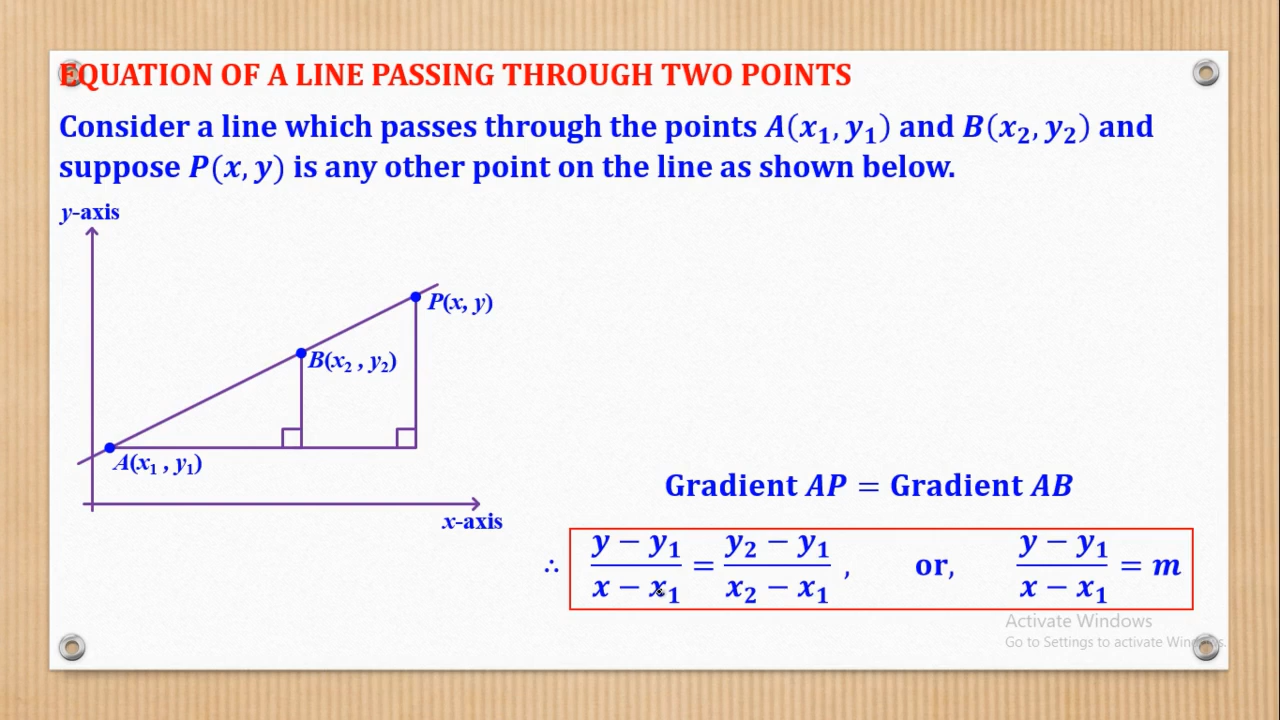 EQUATION OF A LINE PASSING THROUGH TWO POINTS
Consider a line which passes through the points A(x₁, y₁) and B(x₂, y₂) and
suppose P(x, y) is any other point on the line as shown below.
y-axis
P(x, y)
B(x₂ , y₂)
A(x₁ , y₁)
x-axis
Gradient AP = Gradient AB
∴ (y − y₁)/(x − x₁) = (y₂ − y₁)/(x₂ − x₁) , or, (y − y₁)/(x − x₁) = m
Activate Windows
Go to Settings to activate Windows.